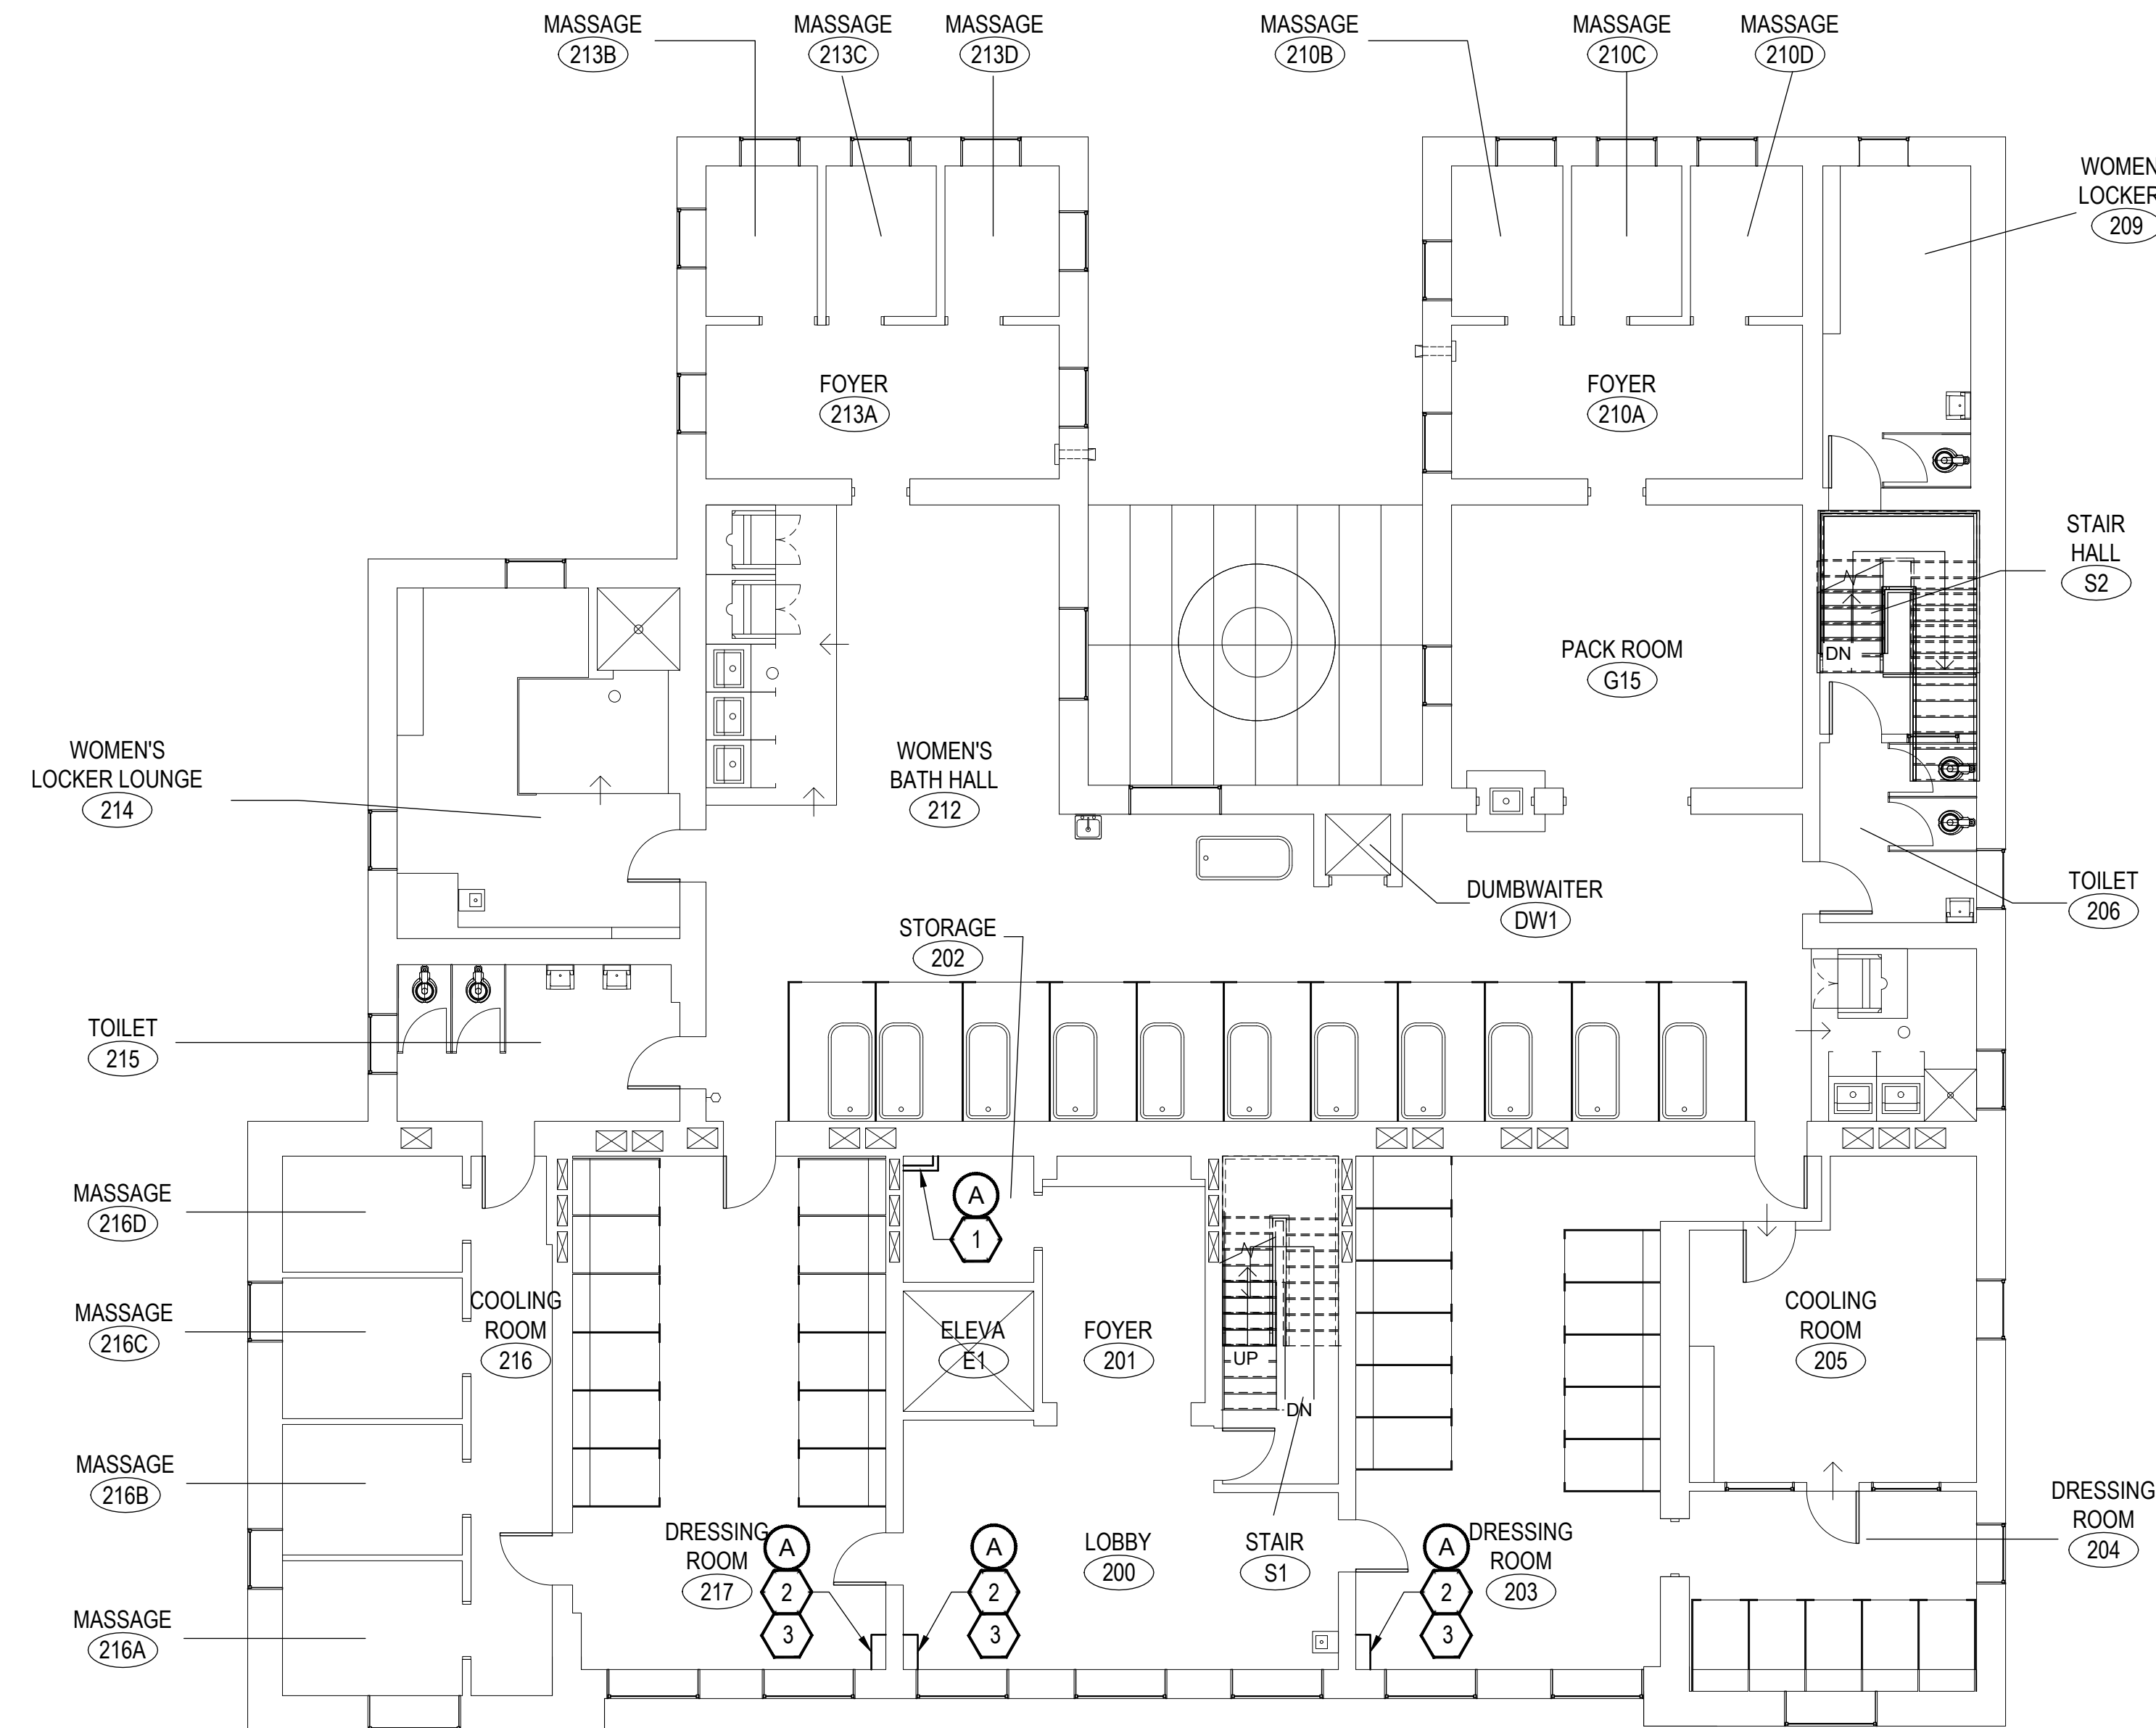 MASSAGE
213B
MASSAGE
213C
MASSAGE
213D
MASSAGE
210B
MASSAGE
210C
MASSAGE
210D
WOMEN
LOCKER
209
FOYER
213A
FOYER
210A
STAIR
HALL
S2
DN
PACK ROOM
G15
WOMEN'S
LOCKER LOUNGE
214
WOMEN'S
BATH HALL
212
DUMBWAITER
DW1
TOILET
206
STORAGE
202
TOILET
215
MASSAGE
216D
A
1
MASSAGE
216C
COOLING
ROOM
216
ELEVA
E1
FOYER
201
UP
DN
COOLING
ROOM
205
MASSAGE
216B
DRESSING
ROOM
204
DRESSING
ROOM
217
A
2
3
A
2
3
LOBBY
200
STAIR
S1
A
2
3
DRESSING
ROOM
203
MASSAGE
216A